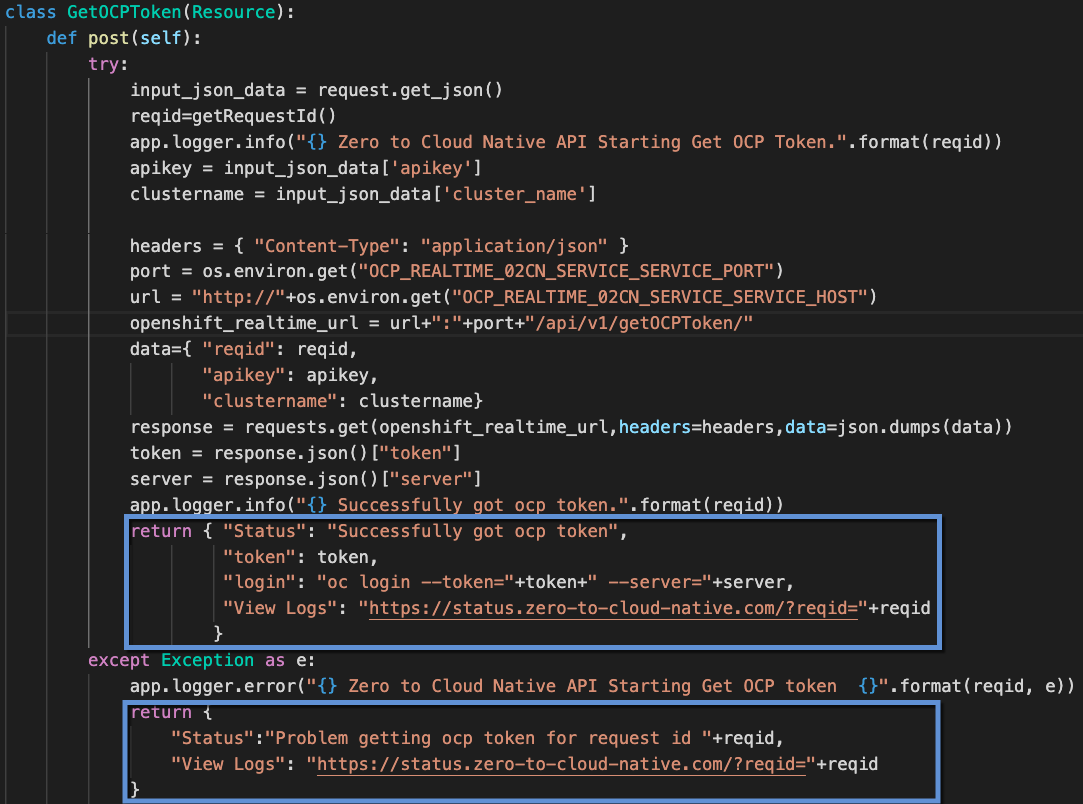 class GetOCPToken(Resource):
    def post(self):
        try:
            input_json_data = request.get_json()
            reqid=getRequestId()
            app.logger.info("{} Zero to Cloud Native API Starting Get OCP Token.".format(reqid))
            apikey = input_json_data['apikey']
            clustername = input_json_data['cluster_name']

            headers = { "Content-Type": "application/json" }
            port = os.environ.get("OCP_REALTIME_02CN_SERVICE_SERVICE_PORT")
            url = "http://"+os.environ.get("OCP_REALTIME_02CN_SERVICE_SERVICE_HOST")
            openshift_realtime_url = url+":"+port+"/api/v1/getOCPToken/"
            data={ "reqid": reqid,
                   "apikey": apikey,
                   "clustername": clustername}
            response = requests.get(openshift_realtime_url,headers=headers,data=json.dumps(data))
            token = response.json()["token"]
            server = response.json()["server"]
            app.logger.info("{} Successfully got ocp token.".format(reqid))
            return { "Status": "Successfully got ocp token",
                     "token": token,
                     "login": "oc login --token="+token+" --server="+server,
                     "View Logs": "https://status.zero-to-cloud-native.com/?reqid="+reqid
                    }
        except Exception as e:
            app.logger.error("{} Zero to Cloud Native API Starting Get OCP token  {}".format(reqid, e))
            return {
                "Status":"Problem getting ocp token for request id "+reqid,
                "View Logs": "https://status.zero-to-cloud-native.com/?reqid="+reqid
            }